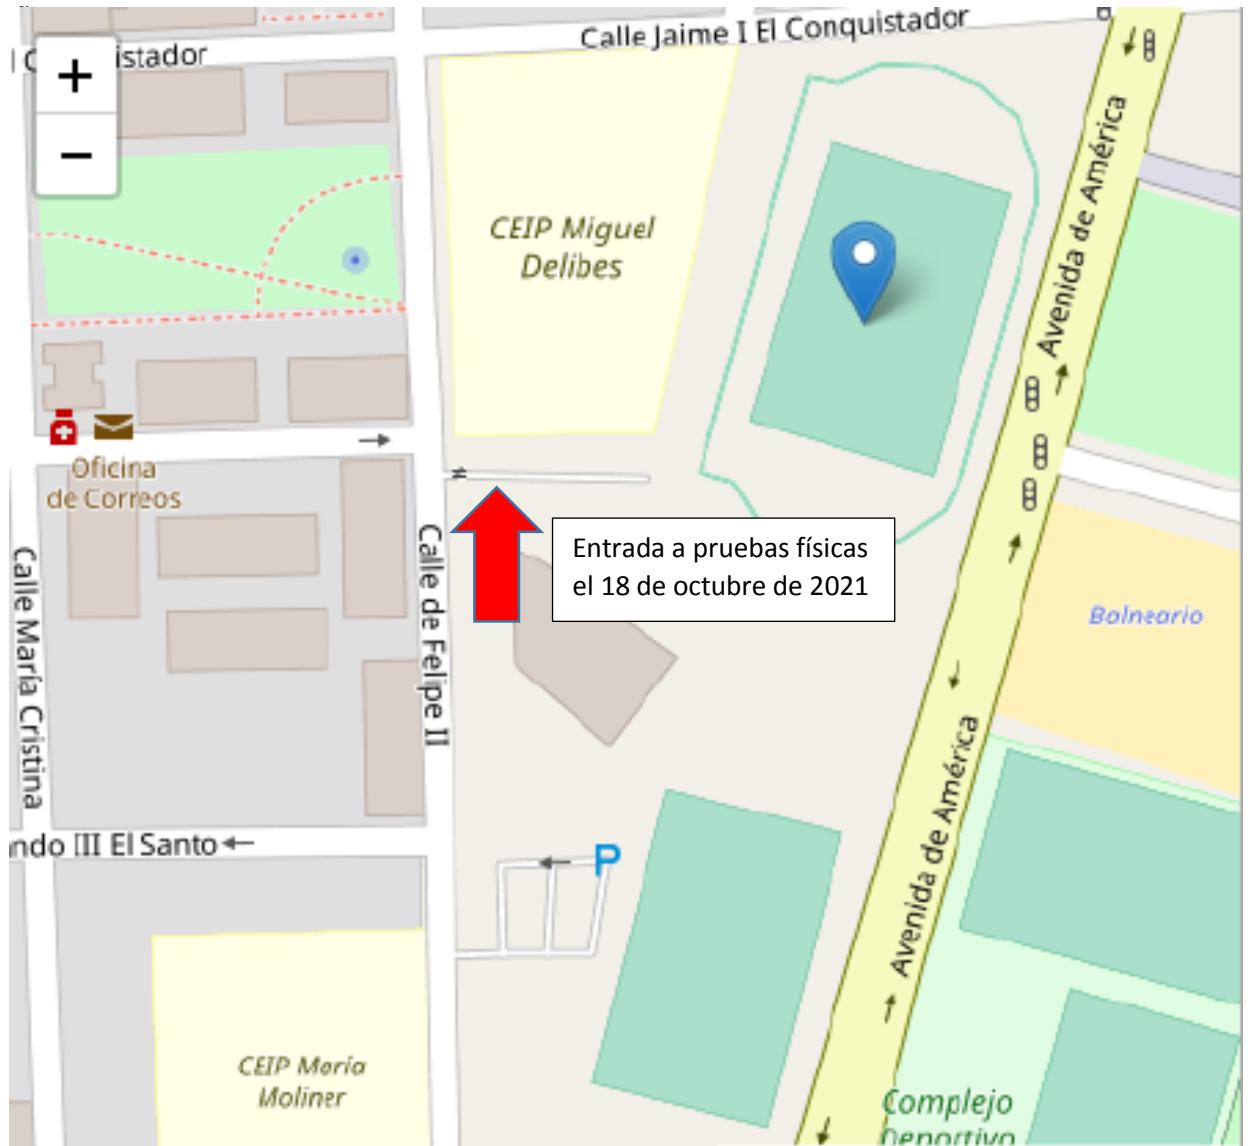 Calle Jaime I El Conquistador
istador
+
−
Avenida de América
CEIP Miguel
Delibes
Oficina
de Correos
Entrada a pruebas físicas
el 18 de octubre de 2021
Calle María Cristina
Calle de Felipe II
Balneario
Avenida de América
ndo III El Santo
P
CEIP María
Moliner
Complejo
Deportivo